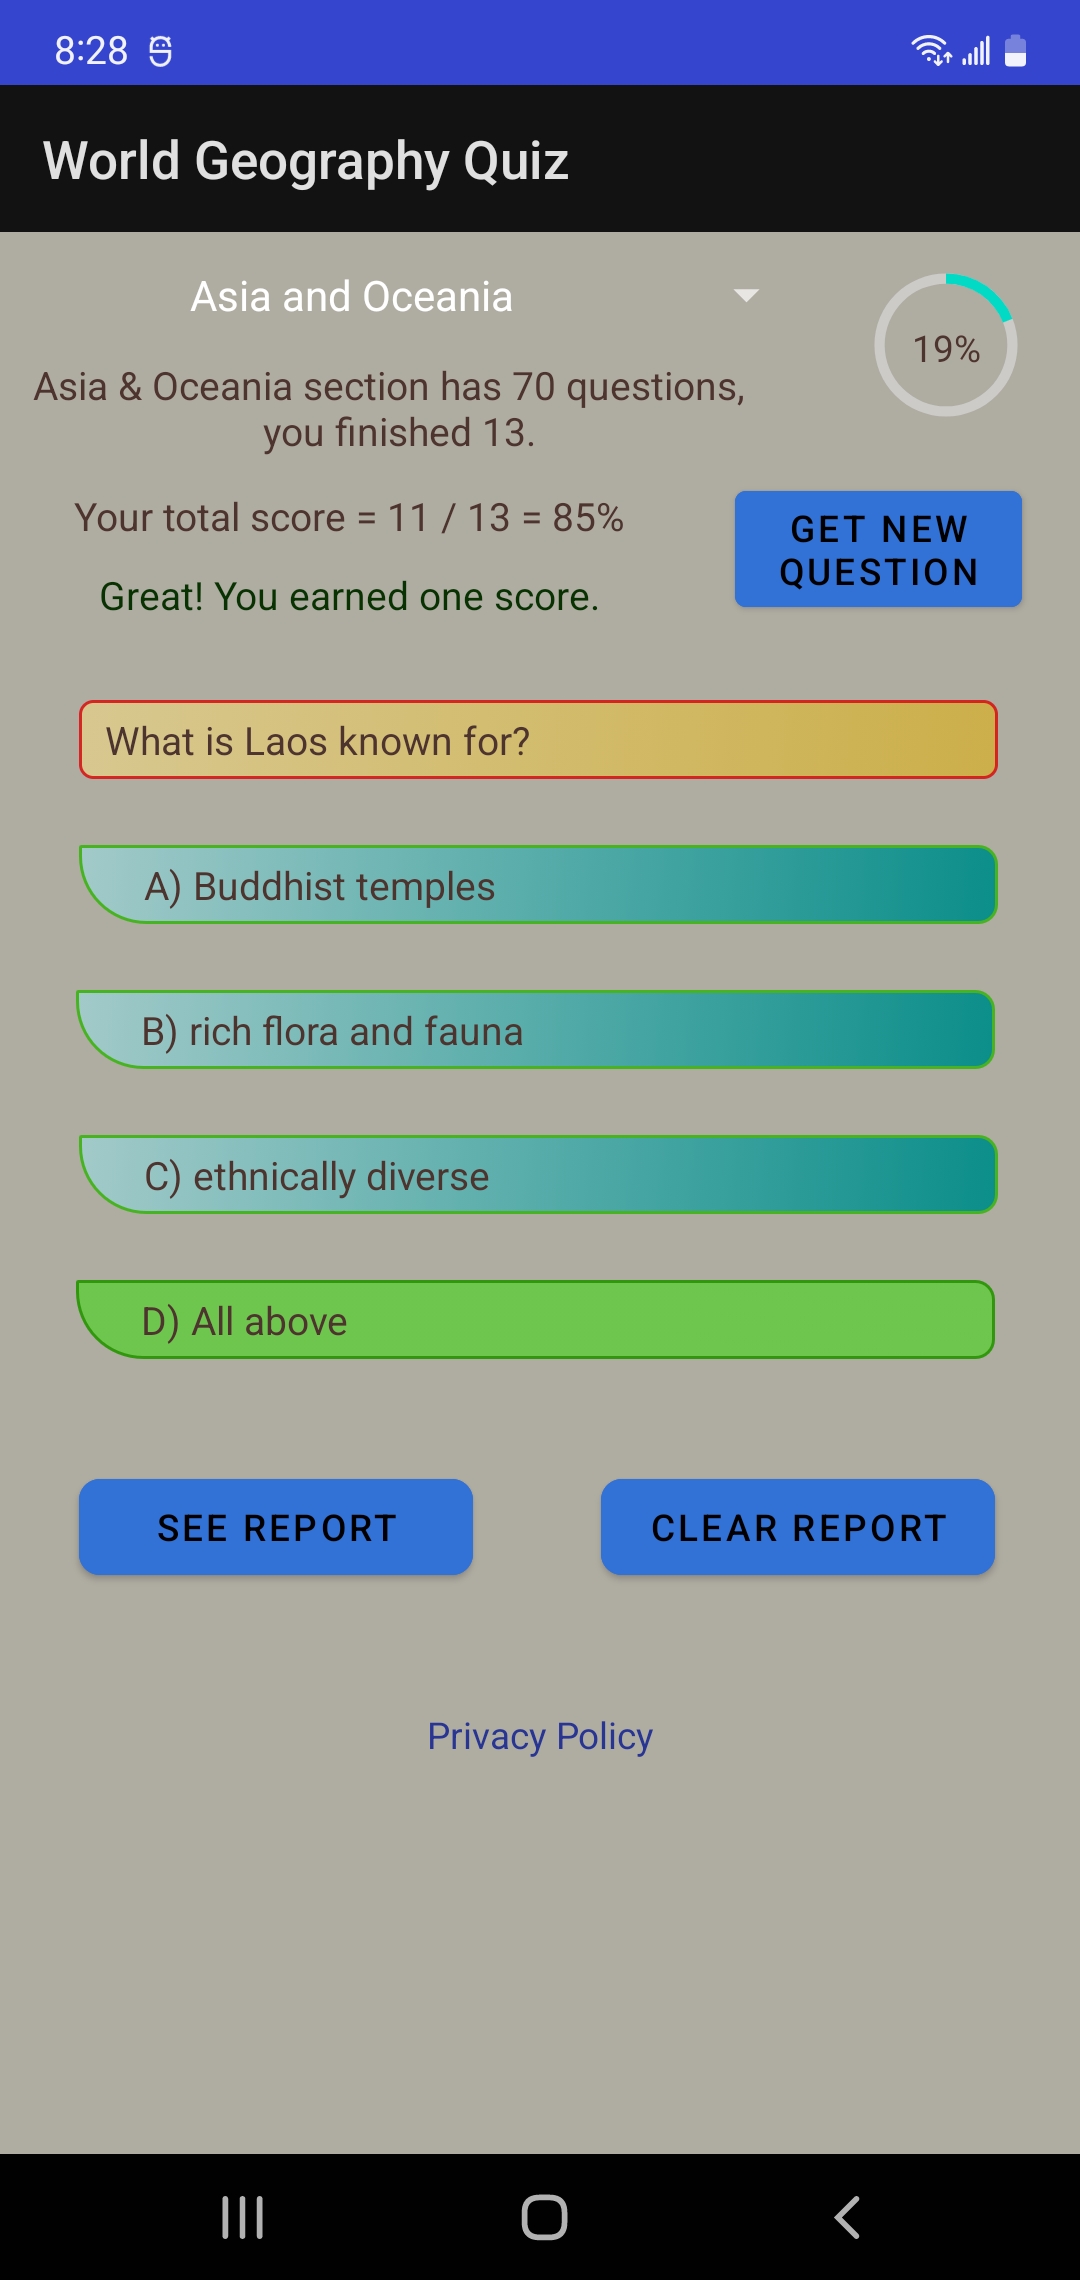 8:28
World Geography Quiz
Asia and Oceania
19%
Asia & Oceania section has 70 questions,
you finished 13.
Your total score = 11 / 13 = 85%
GET NEW
QUESTION
Great! You earned one score.
What is Laos known for?
A) Buddhist temples
B) rich flora and fauna
C) ethnically diverse
D) All above
SEE REPORT
CLEAR REPORT
Privacy Policy